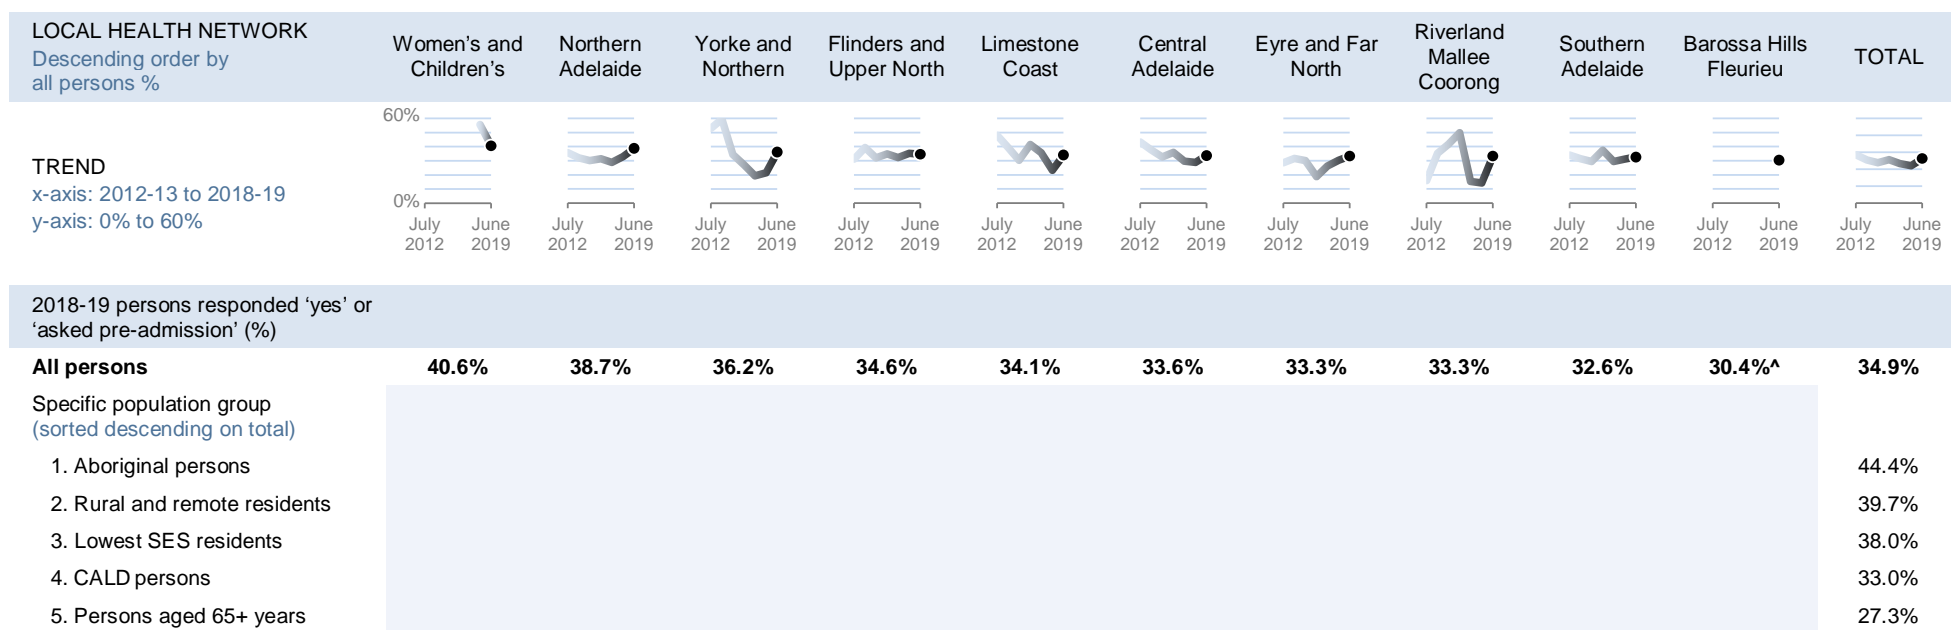 LOCAL HEALTH NETWORK
Descending order by
all persons %
Women’s and
Children’s
Northern
Adelaide
Yorke and
Northern
Flinders and
Upper North
Limestone
Coast
Central
Adelaide
Eyre and Far
North
Riverland
Mallee
Coorong
Southern
Adelaide
Barossa Hills
Fleurieu
TOTAL
TREND
x-axis: 2012-13 to 2018-19
y-axis: 0% to 60%
60%
0%
July June July June July June July June July June July June July June July June July June July June July June
2012 2019 2012 2019 2012 2019 2012 2019 2012 2019 2012 2019 2012 2019 2012 2019 2012 2019 2012 2019 2012 2019
2018-19 persons responded ‘yes’ or
‘asked pre-admission’ (%)
All persons 40.6% 38.7% 36.2% 34.6% 34.1% 33.6% 33.3% 33.3% 32.6% 30.4%^ 34.9%
Specific population group
(sorted descending on total)
1. Aboriginal persons 44.4%
2. Rural and remote residents 39.7%
3. Lowest SES residents 38.0%
4. CALD persons 33.0%
5. Persons aged 65+ years 27.3%